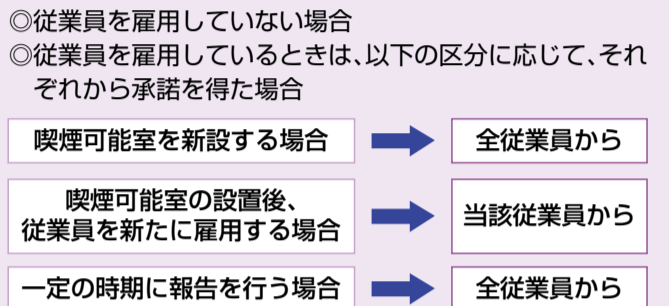 ◎従業員を雇用していない場合
◎従業員を雇用しているときは、以下の区分に応じて、それ
ぞれから承諾を得た場合
喫煙可能室を新設する場合
全従業員から
喫煙可能室の設置後、
従業員を新たに雇用する場合
当該従業員から
一定の時期に報告を行う場合
全従業員から